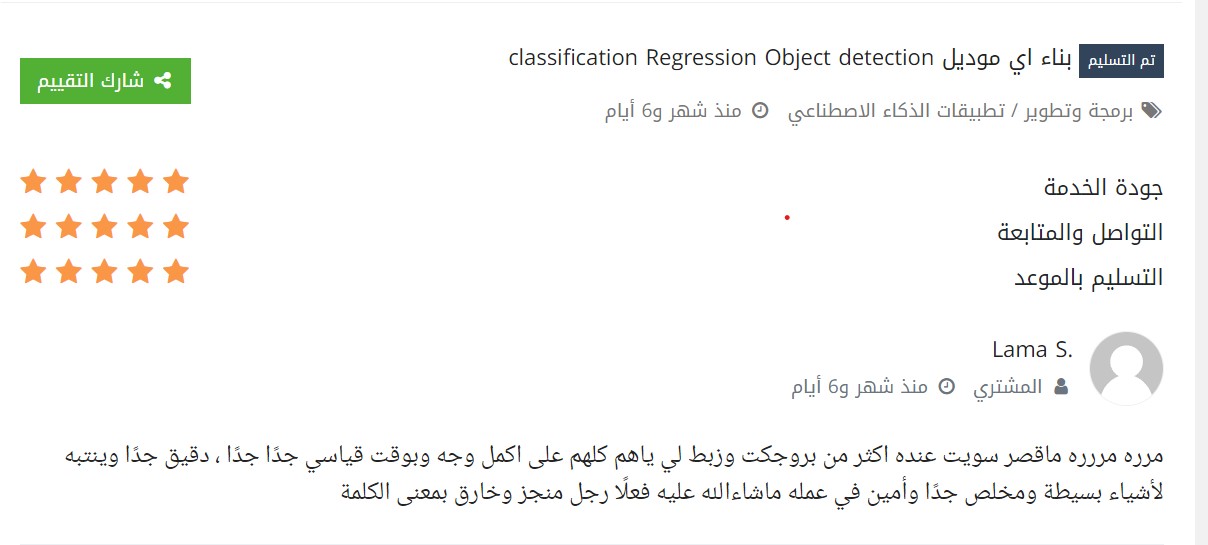 تم التسليم بناء اي موديل classification Regression Object detection
شارك التقييم
برمجة وتطوير / تطبيقات الذكاء الاصطناعي منذ شهر و6 أيام
جودة الخدمة
التواصل والمتابعة
التسليم بالموعد
Lama S.
المشتري منذ شهر و6 أيام
مرره مررره ماقصر سويت عنده اكثر من بروجكت وزبط لي ياهم كلهم على اكمل وجه وبوقت قياسي جدًا جدًا ، دقيق جدًا وينتبه
لأشياء بسيطة ومخلص جدًا وأمين في عمله ماشاءالله عليه فعلًا رجل منجز وخارق بمعنى الكلمة